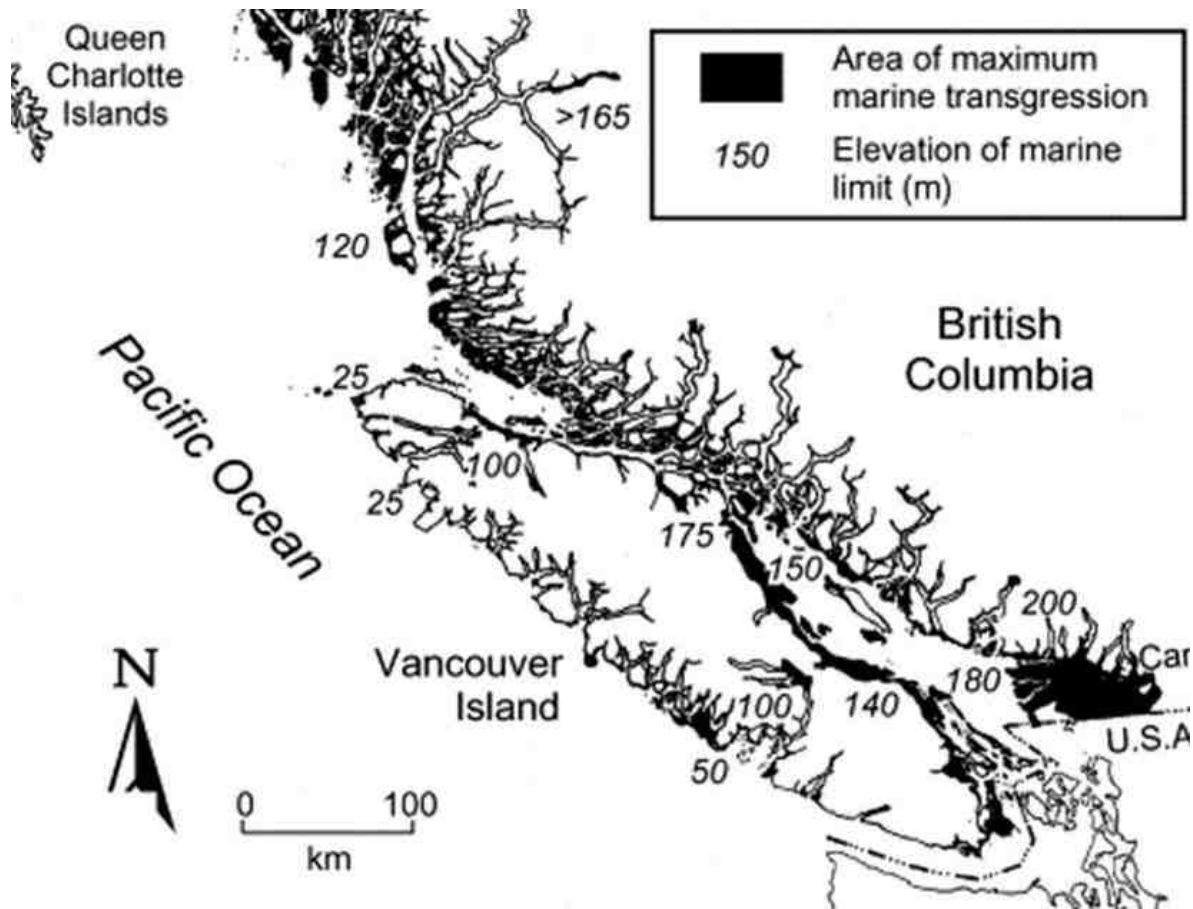 Queen
Charlotte
Islands
Area of maximum
marine transgression
150 Elevation of marine
limit (m)
>165
120
British
Columbia
Pacific Ocean
25
100
25
175
150
200
Vancouver
Island
100
140
180
Can
U.S.A
50
N
0 100
km